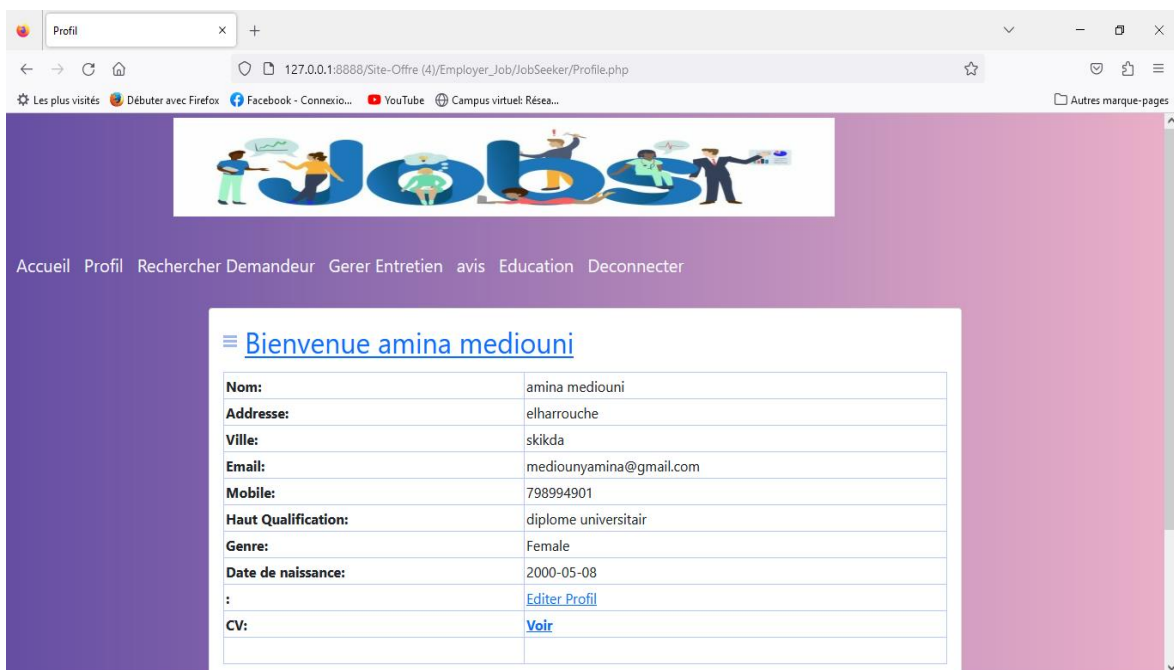 Profil
127.0.0.1:8888/Site-Offre (4)/Employer_Job/JobSeeker/Profile.php
Les plus visités Débuter avec Firefox Facebook - Connexio... YouTube Campus virtuel: Résea... Autres marque-pages
Jobs
Accueil Profil Rechercher Demandeur Gerer Entretien avis Education Deconnecter
Bienvenue amina mediouni
Nom: amina mediouni
Addresse: elharrouche
Ville: skikda
Email: mediounyamina@gmail.com
Mobile: 798994901
Haut Qualification: diplome universitair
Genre: Female
Date de naissance: 2000-05-08
: Editer Profil
CV: Voir